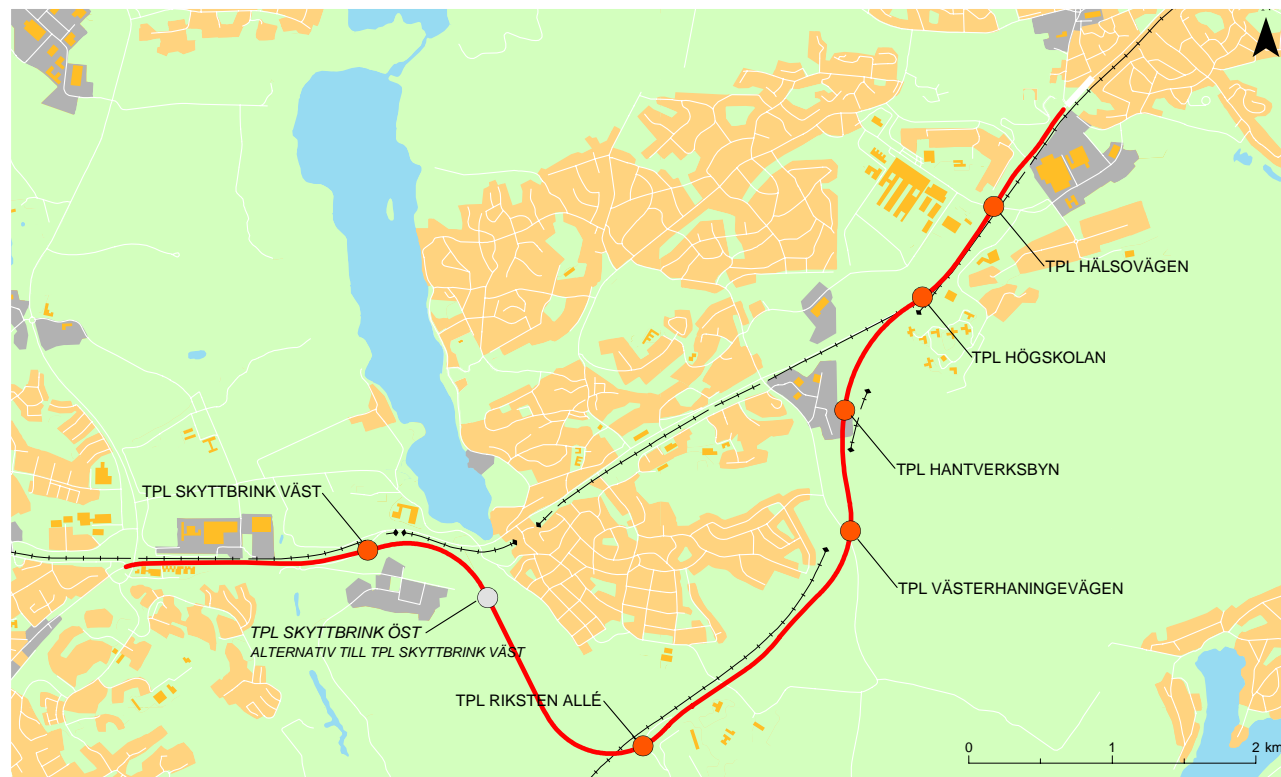 TPL HÄLSOVÄGEN
TPL HÖGSKOLAN
TPL HANTVERKSBYN
TPL SKYTTBRINK VÄST
TPL VÄSTERHANINGEVÄGEN
TPL SKYTTBRINK ÖST
ALTERNATIV TILL TPL SKYTTBRINK VÄST
TPL RIKSTEN ALLÉ
0 1 2 km